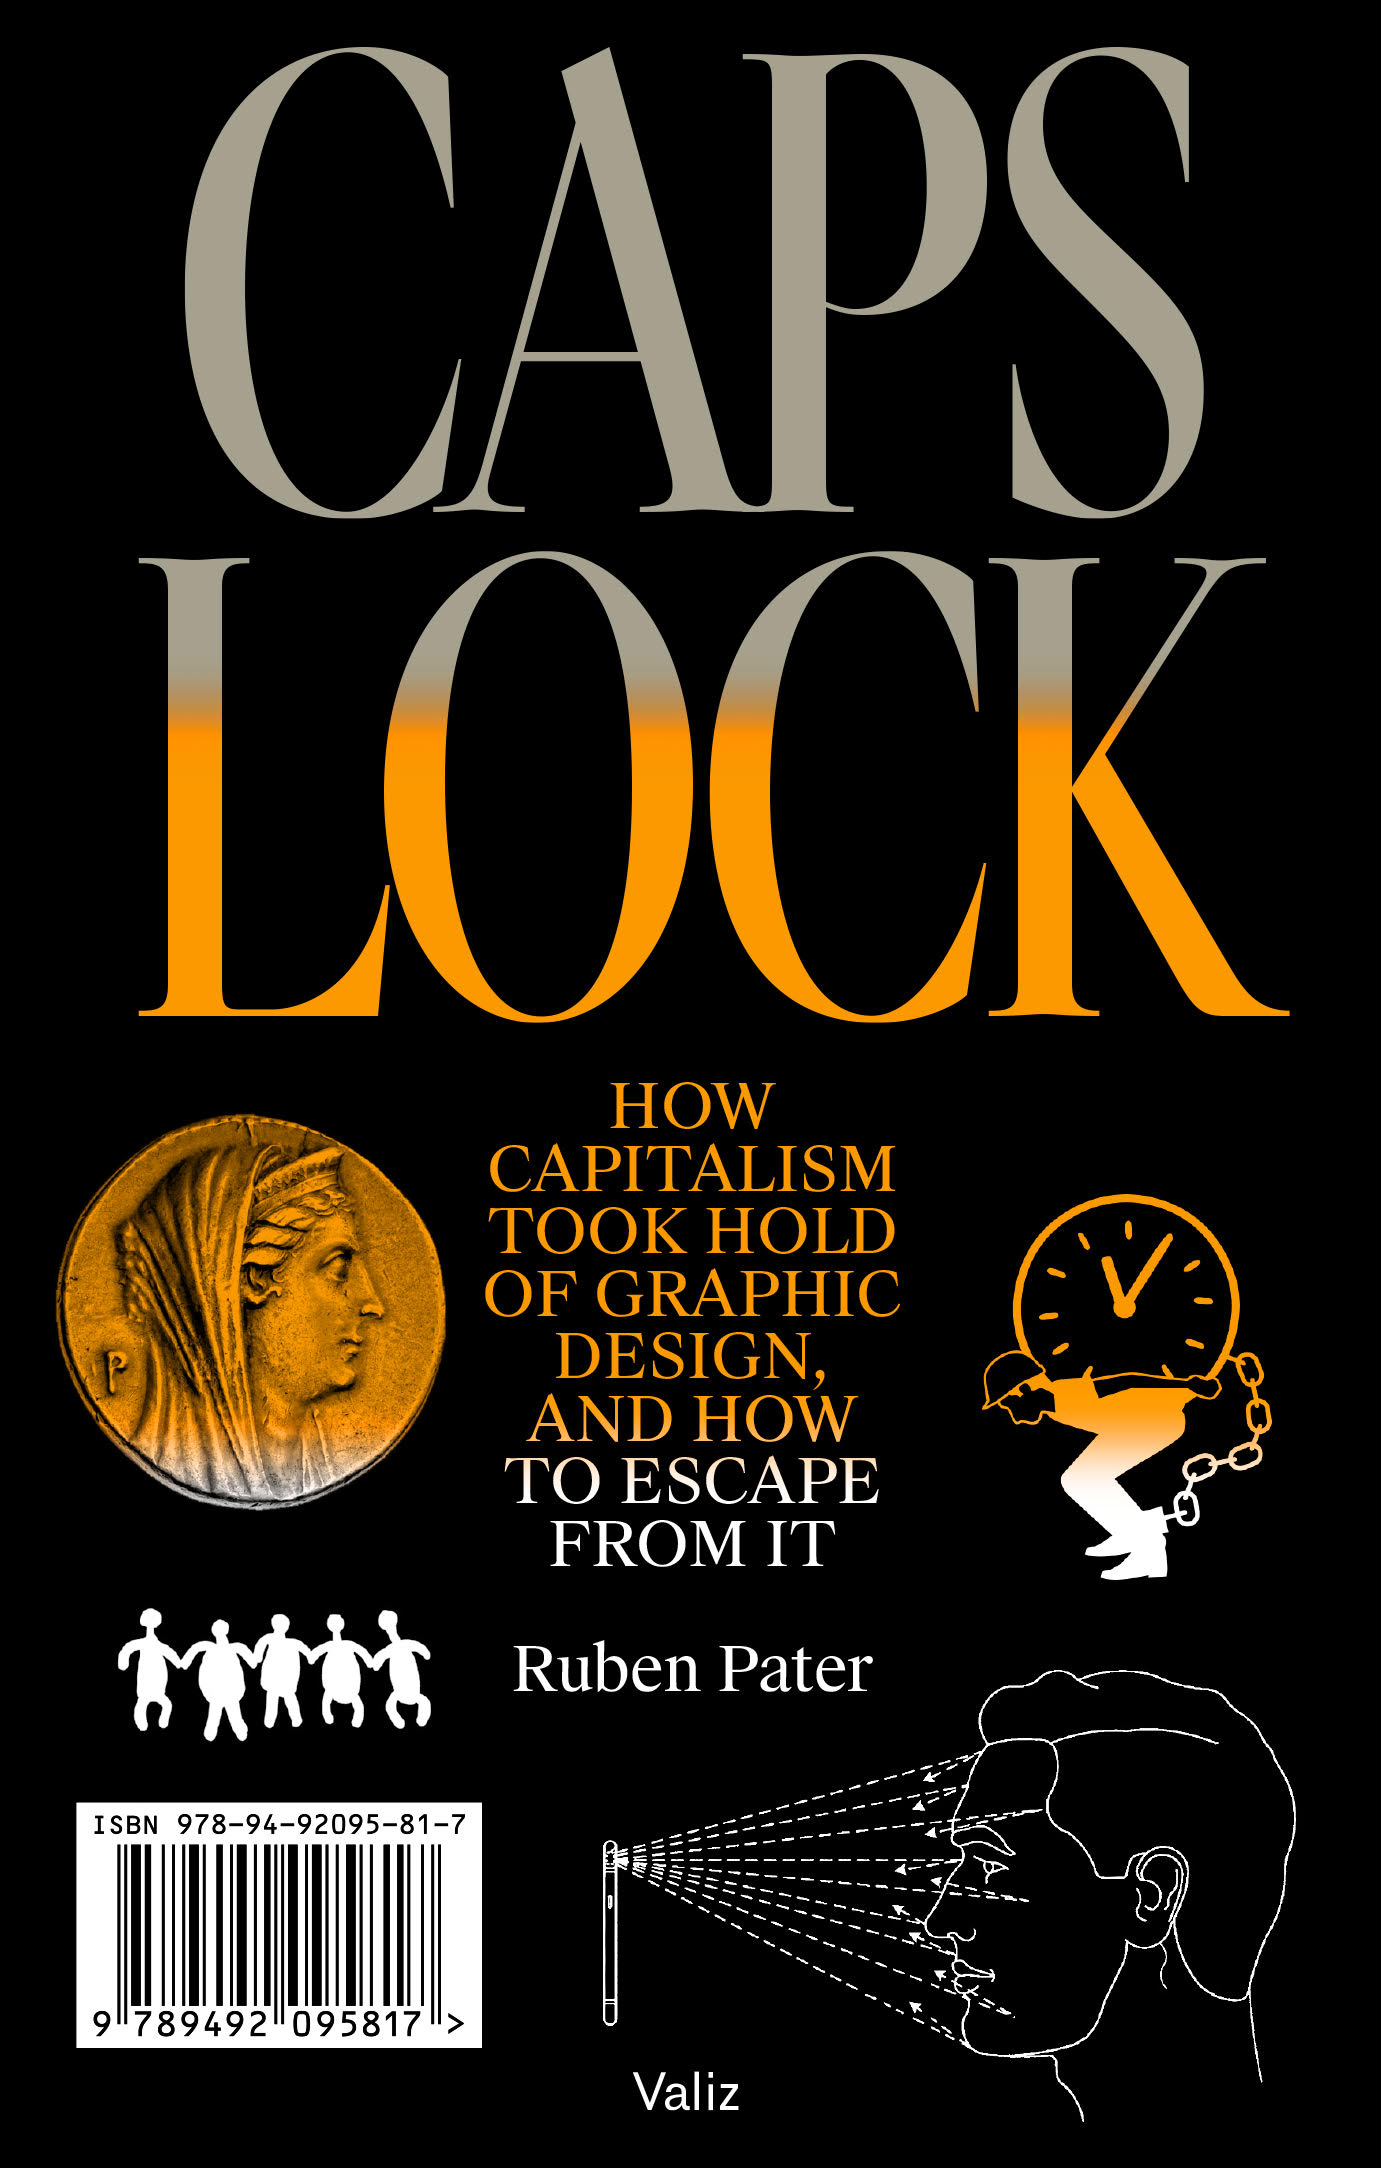 CAPS
LOCK
HOW
CAPITALISM
TOOK HOLD
OF GRAPHIC
DESIGN,
AND HOW
TO ESCAPE
FROM IT
P
Ruben Pater
ISBN 978-94-92095-81-7
9 789492 095817 >
Valiz